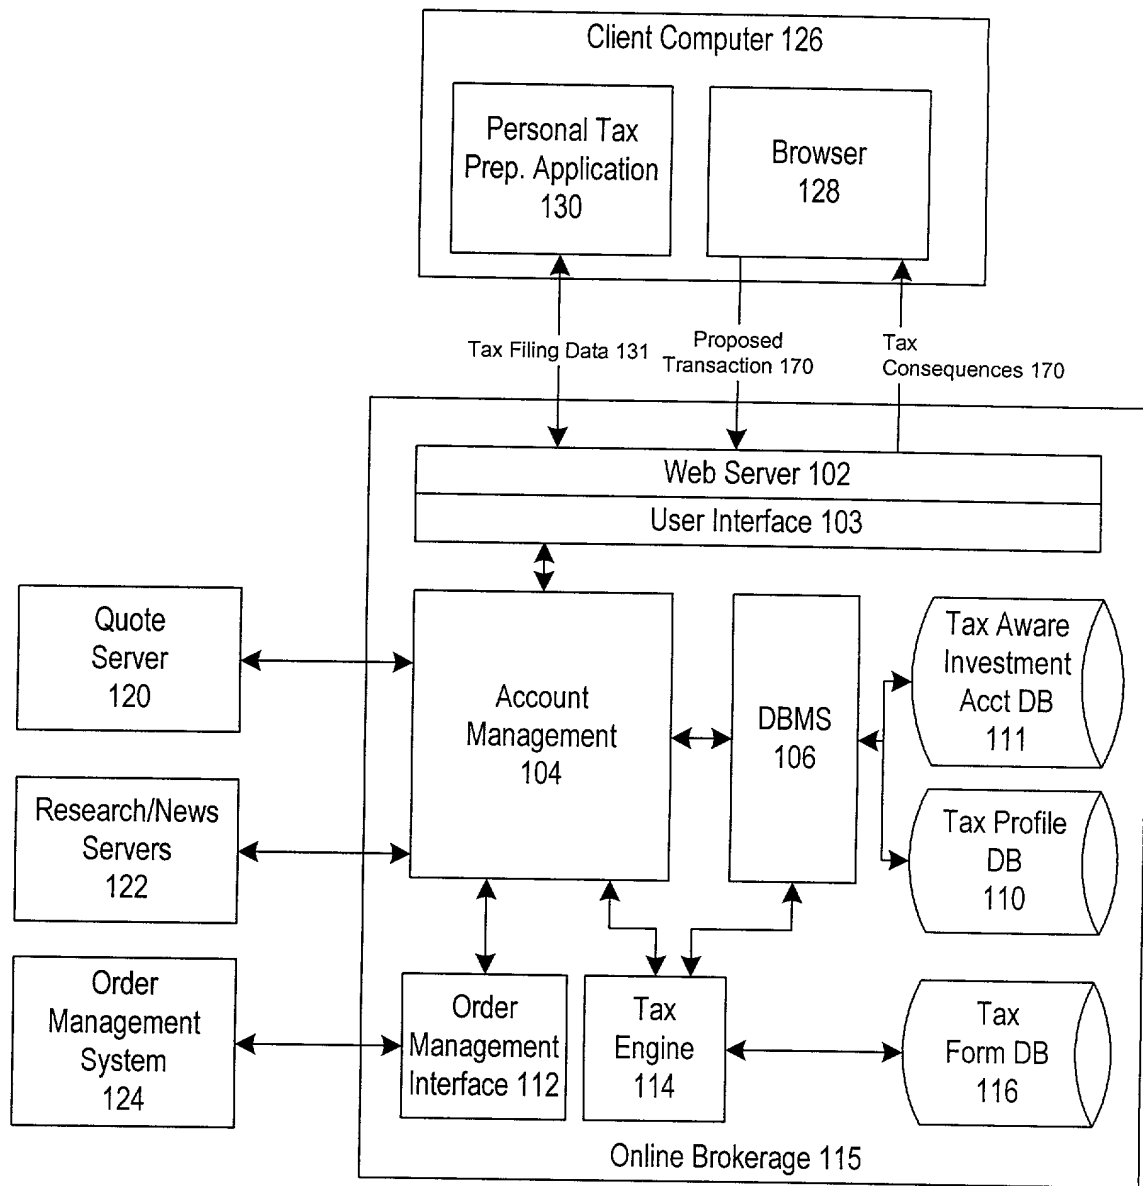 Client Computer 126
Personal Tax
Prep. Application
130
Browser
128
Tax Filing Data 131
Proposed
Transaction 170
Tax
Consequences 170
Web Server 102
User Interface 103
Quote
Server
120
Account
Management
104
DBMS
106
Tax Aware
Investment
Acct DB
111
Research/News
Servers
122
Tax Profile
DB
110
Order
Management
System
124
Order
Management
Interface 112
Tax
Engine
114
Tax
Form DB
116
Online Brokerage 115